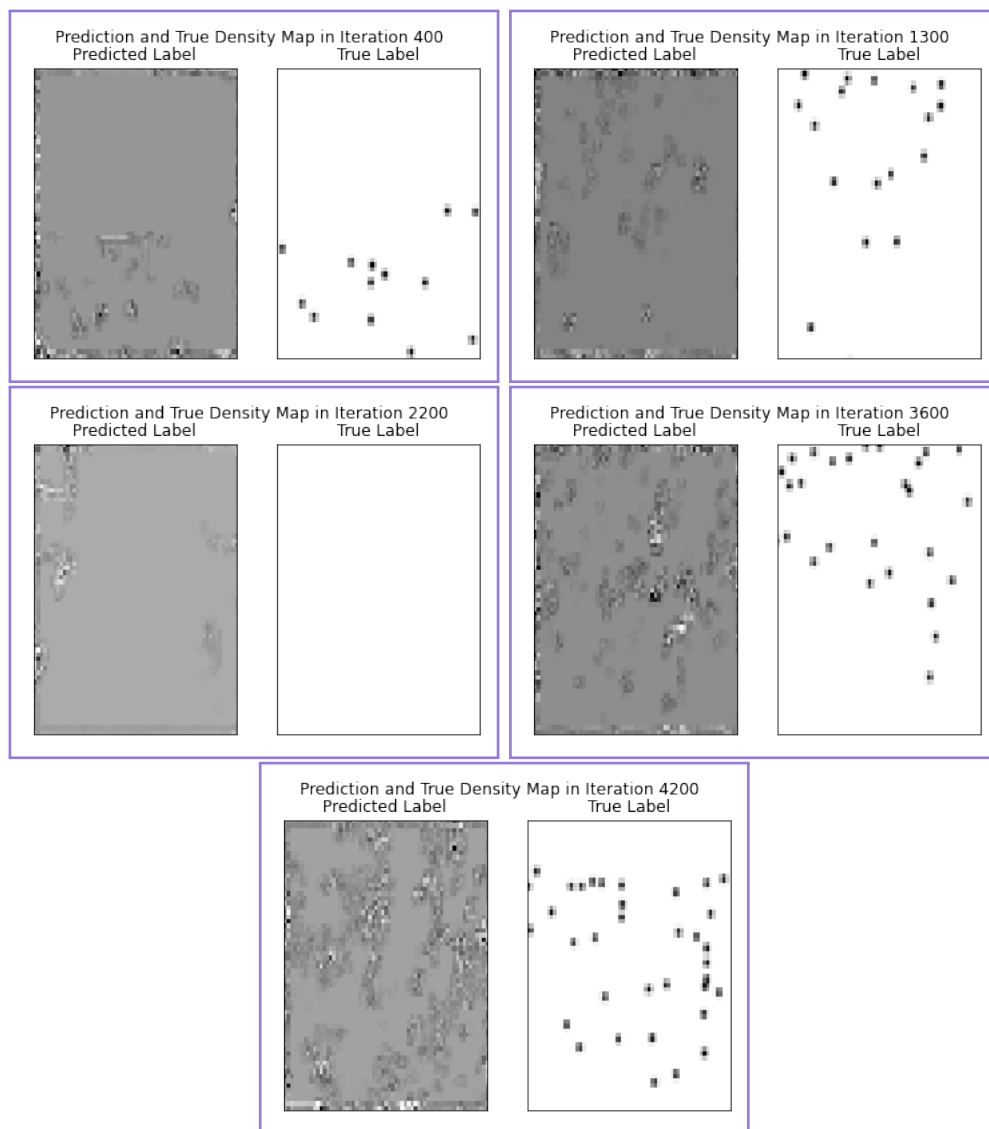 Prediction and True Density Map in Iteration 400
Predicted Label True Label
Prediction and True Density Map in Iteration 1300
Predicted Label True Label
Prediction and True Density Map in Iteration 2200
Predicted Label True Label
Prediction and True Density Map in Iteration 3600
Predicted Label True Label
Prediction and True Density Map in Iteration 4200
Predicted Label True Label